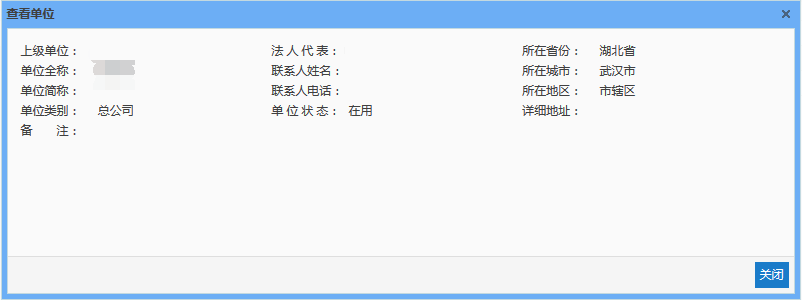 查看单位
上级单位： 法 人 代 表： 所在省份： 湖北省
单位全称： 联系人姓名： 所在城市： 武汉市
单位简称： 联系人电话： 所在地区： 市辖区
单位类别： 总公司 单 位 状 态： 在用 详细地址：
备　　注：
关闭